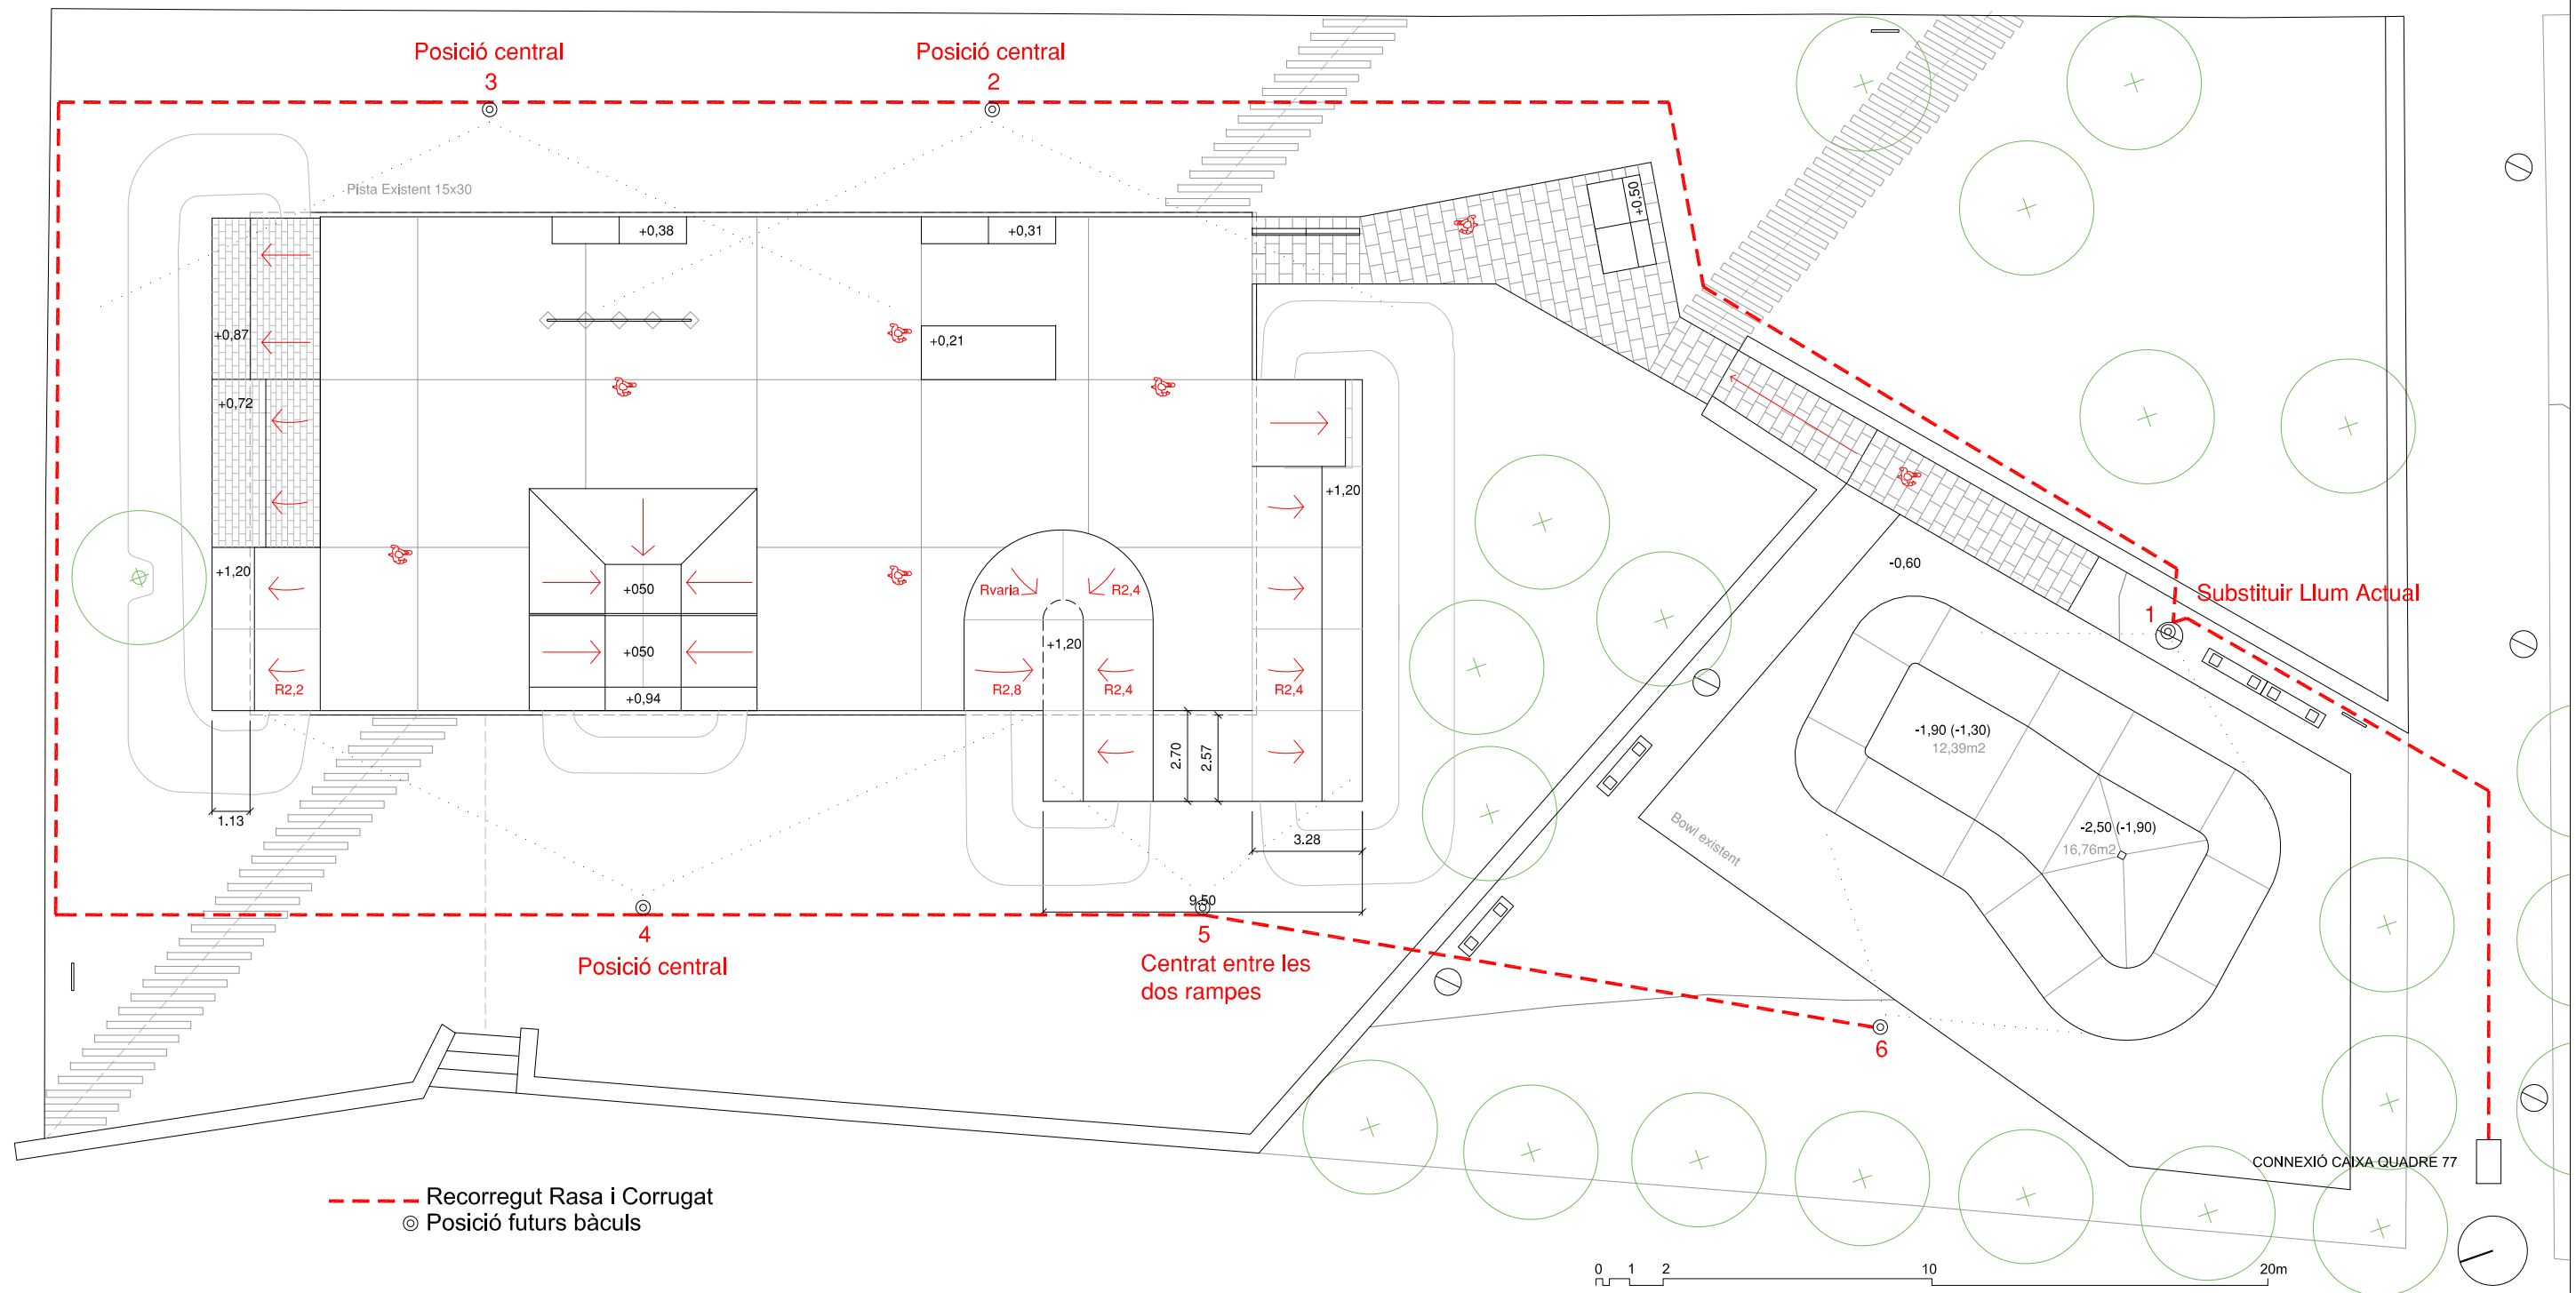 Posició central
3
Posició central
2
Pista Existent 15x30
+0,38
+0,31
+0,50
+0,87
+0,21
+0,72
+1,20
+1,20
+050
Rvaria
R2,4
-0,60
Substituir Llum Actual
1
+050
+1,20
R2,2
+0,94
R2,8
R2,4
R2,4
2.70
2.57
-1,90 (-1,30)
12,39m2
1.13
3.28
Bowl existent
-2,50 (-1,90)
16,76m2
9.50
4
Posició central
5
Centrat entre les
dos rampes
6
CONNEXIÓ CAIXA QUADRE 77
Recorregut Rasa i Corrugat
Posició futurs bàculs
0 1 2 10 20m